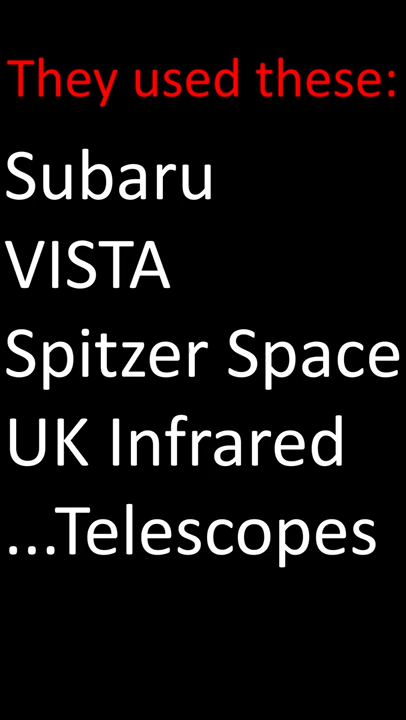 They used these:
Subaru
VISTA
Spitzer Space
UK Infrared
...Telescopes